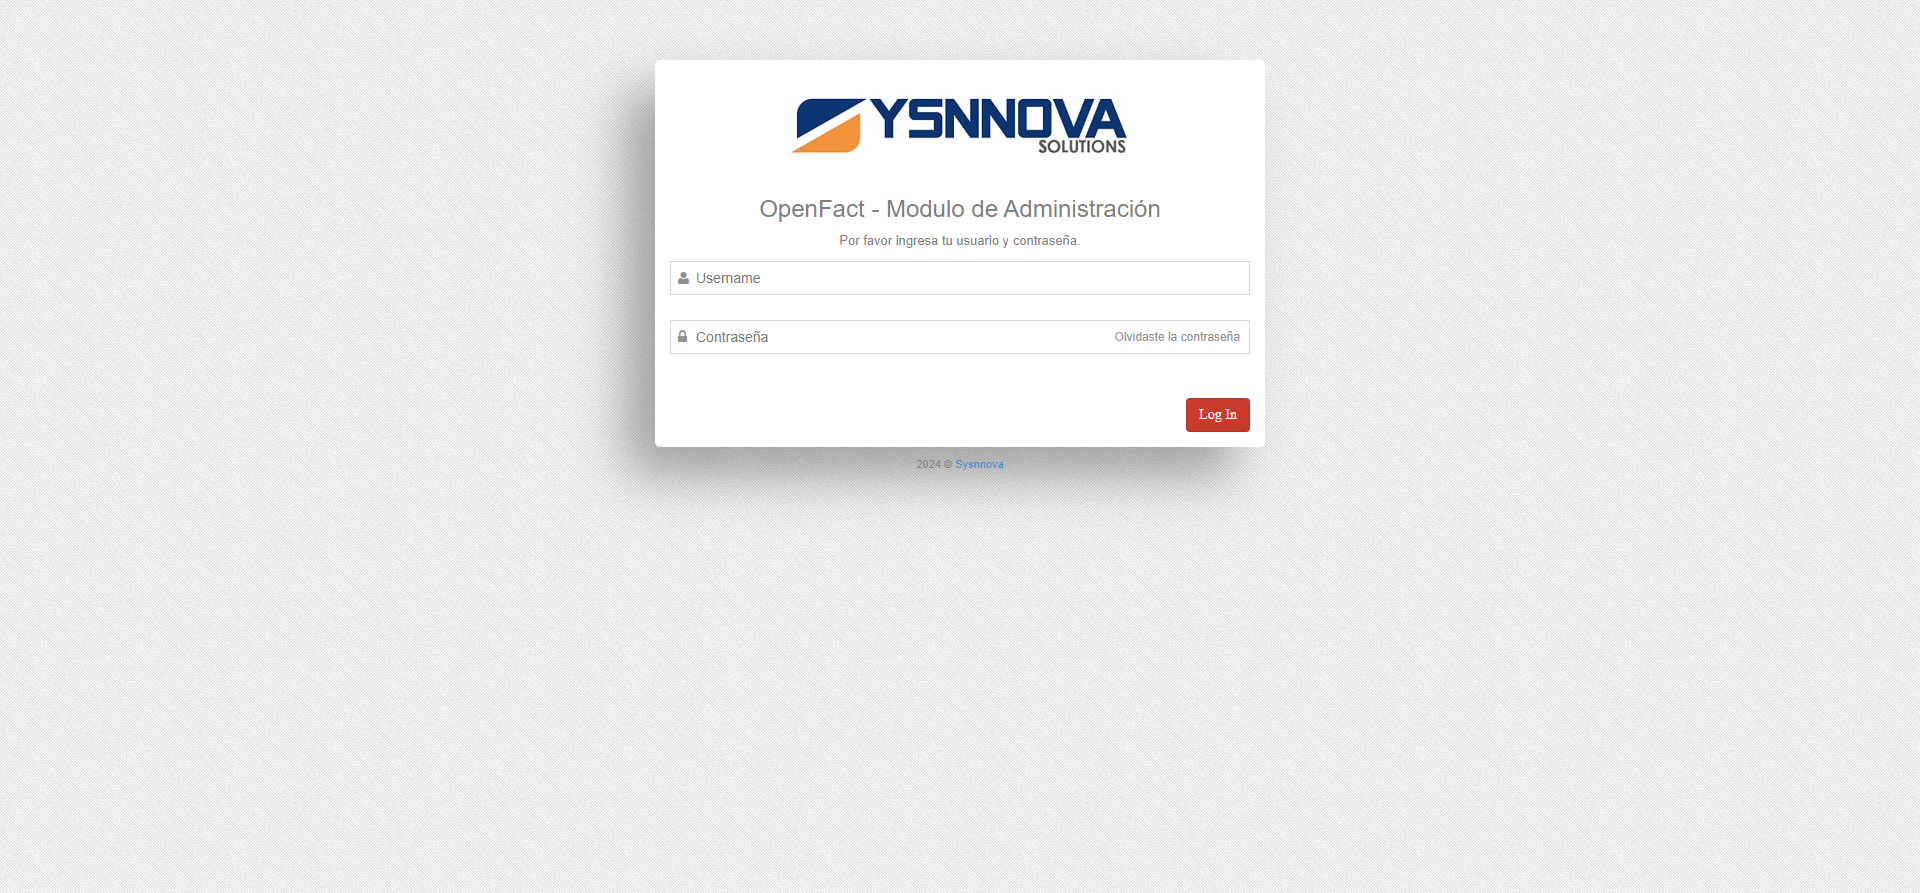 YSNNOVA
SOLUTIONS
OpenFact - Modulo de Administración
Por favor ingresa tu usuario y contraseña.
Username
Contraseña Olvidaste la contraseña
Log In
2024 © Sysnnova